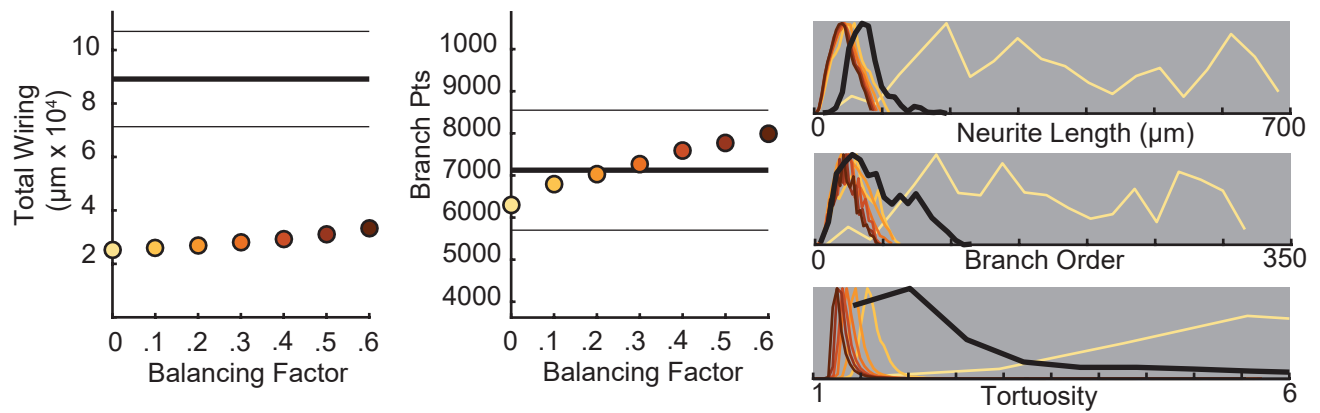 Total Wiring
(µm x 10⁴)
10
8
6
4
2
0 .1 .2 .3 .4 .5 .6
Balancing Factor
Branch Pts
1000
9000
8000
7000
6000
5000
4000
0 .1 .2 .3 .4 .5 .6
Balancing Factor
0 700
Neurite Length (µm)
0 350
Branch Order
1 6
Tortuosity